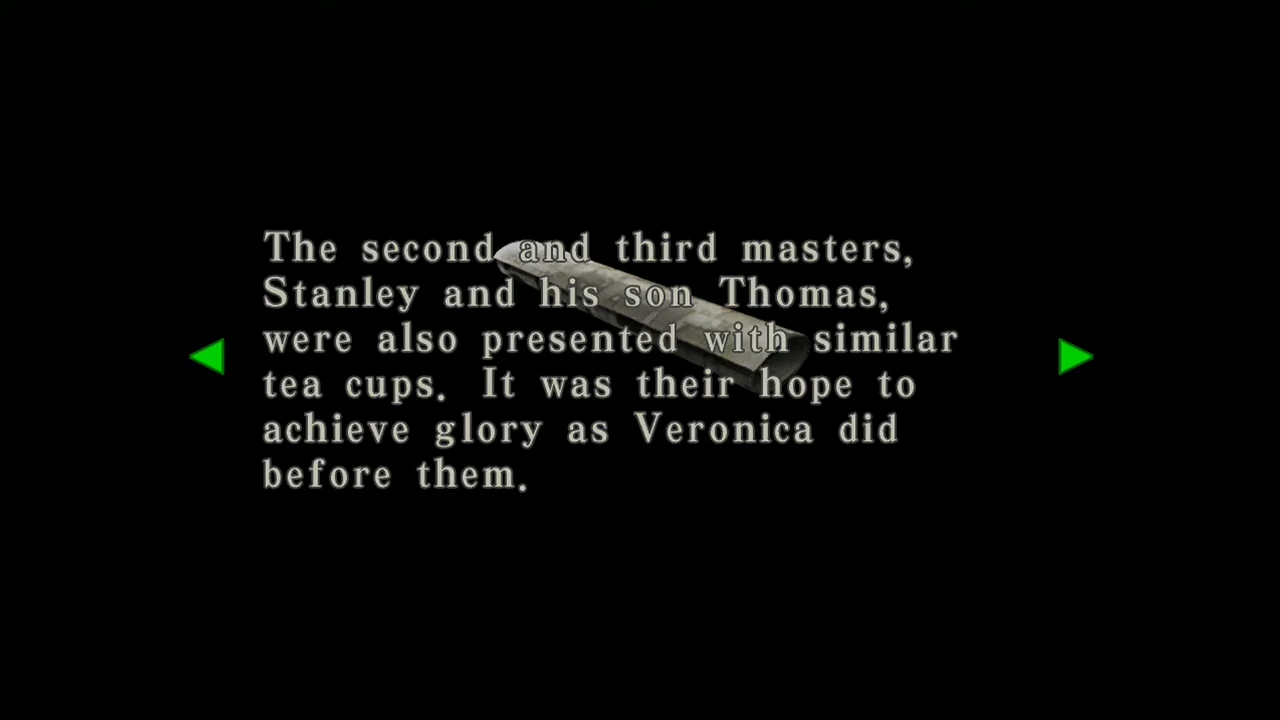 The second and third masters,
Stanley and his son Thomas,
were also presented with similar
tea cups. It was their hope to
achieve glory as Veronica did
before them.